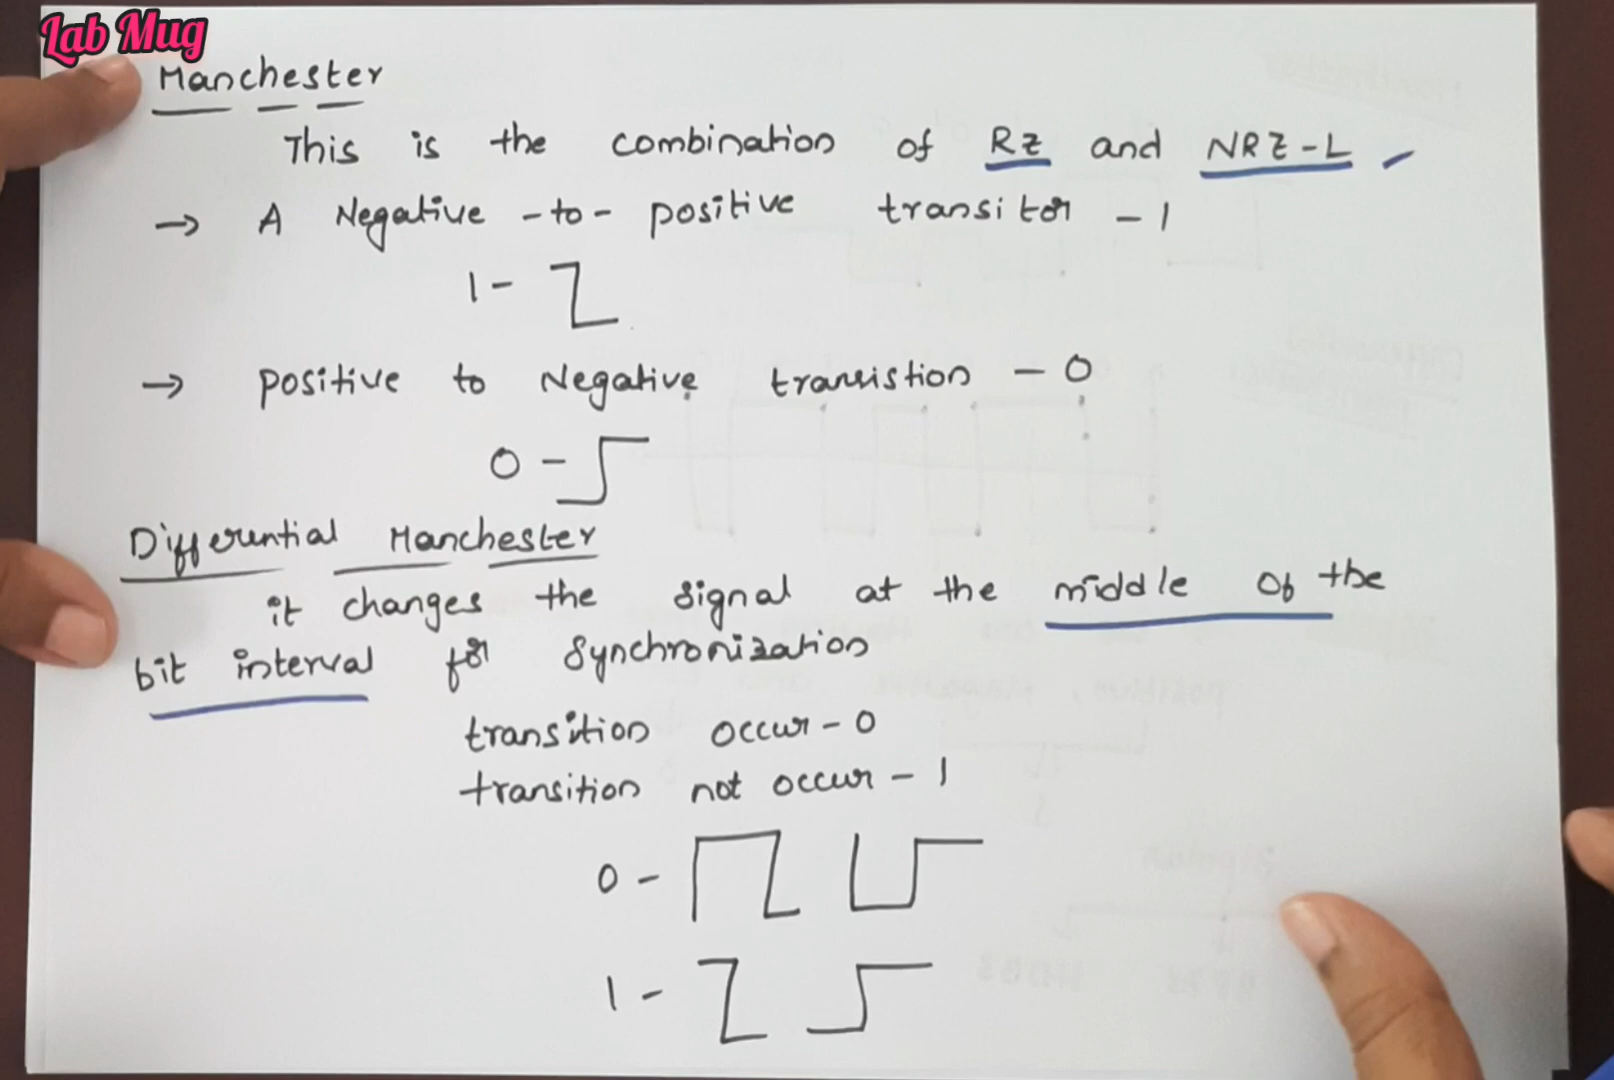 Lab Mug
Manchester
This is the combination of RZ and NRZ-L
→ A Negative -to- positive transitor - 1
1 -
→ positive to Negative transistion - 0
0 -
Differential Manchester
it changes the signal at the middle of the
bit interval for synchronization
transition occur - 0
transition not occur - 1
0 -
1 -